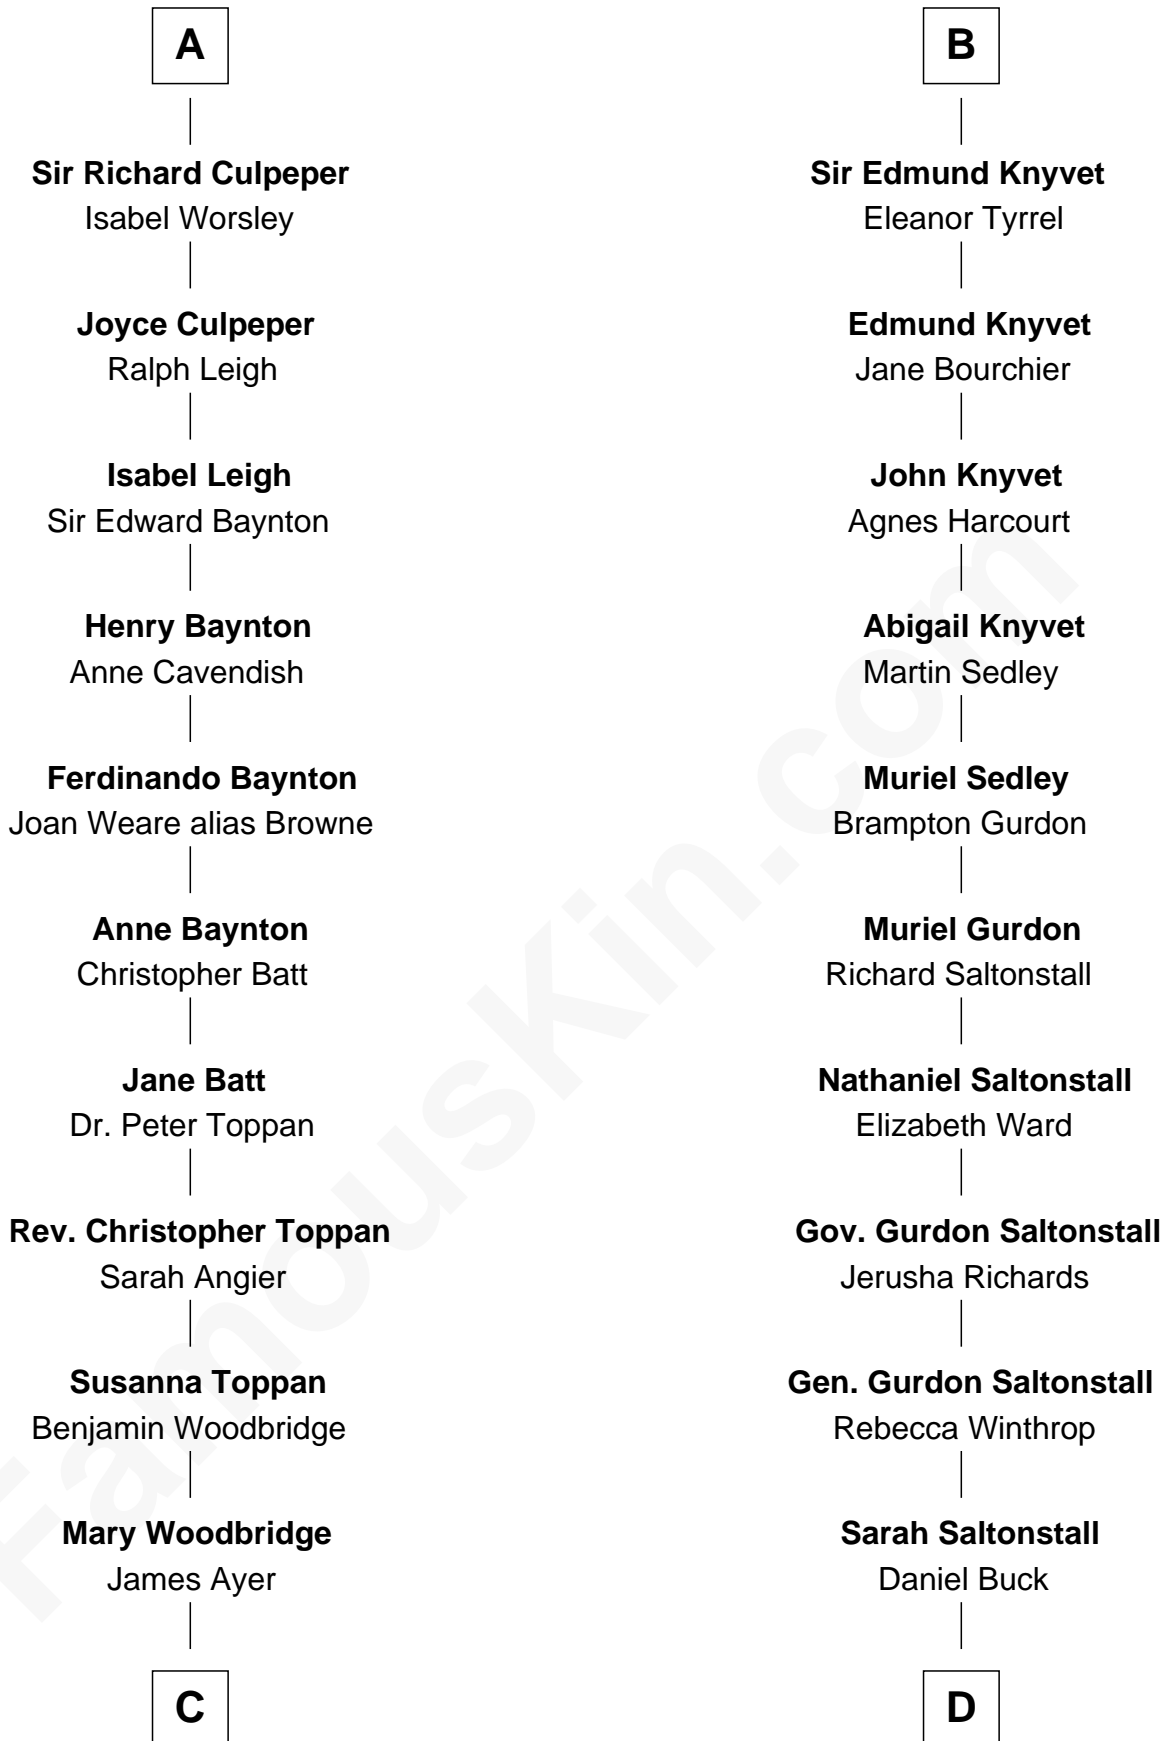 A
Sir Richard Culpeper
Isabel Worsley
Joyce Culpeper
Ralph Leigh
Isabel Leigh
Sir Edward Baynton
Henry Baynton
Anne Cavendish
Ferdinando Baynton
Joan Weare alias Browne
Anne Baynton
Christopher Batt
Jane Batt
Dr. Peter Toppan
Rev. Christopher Toppan
Sarah Angier
Susanna Toppan
Benjamin Woodbridge
Mary Woodbridge
James Ayer
C
B
Sir Edmund Knyvet
Eleanor Tyrrel
Edmund Knyvet
Jane Bourchier
John Knyvet
Agnes Harcourt
Abigail Knyvet
Martin Sedley
Muriel Sedley
Brampton Gurdon
Muriel Gurdon
Richard Saltonstall
Nathaniel Saltonstall
Elizabeth Ward
Gov. Gurdon Saltonstall
Jerusha Richards
Gen. Gurdon Saltonstall
Rebecca Winthrop
Sarah Saltonstall
Daniel Buck
D
FamousKin.com